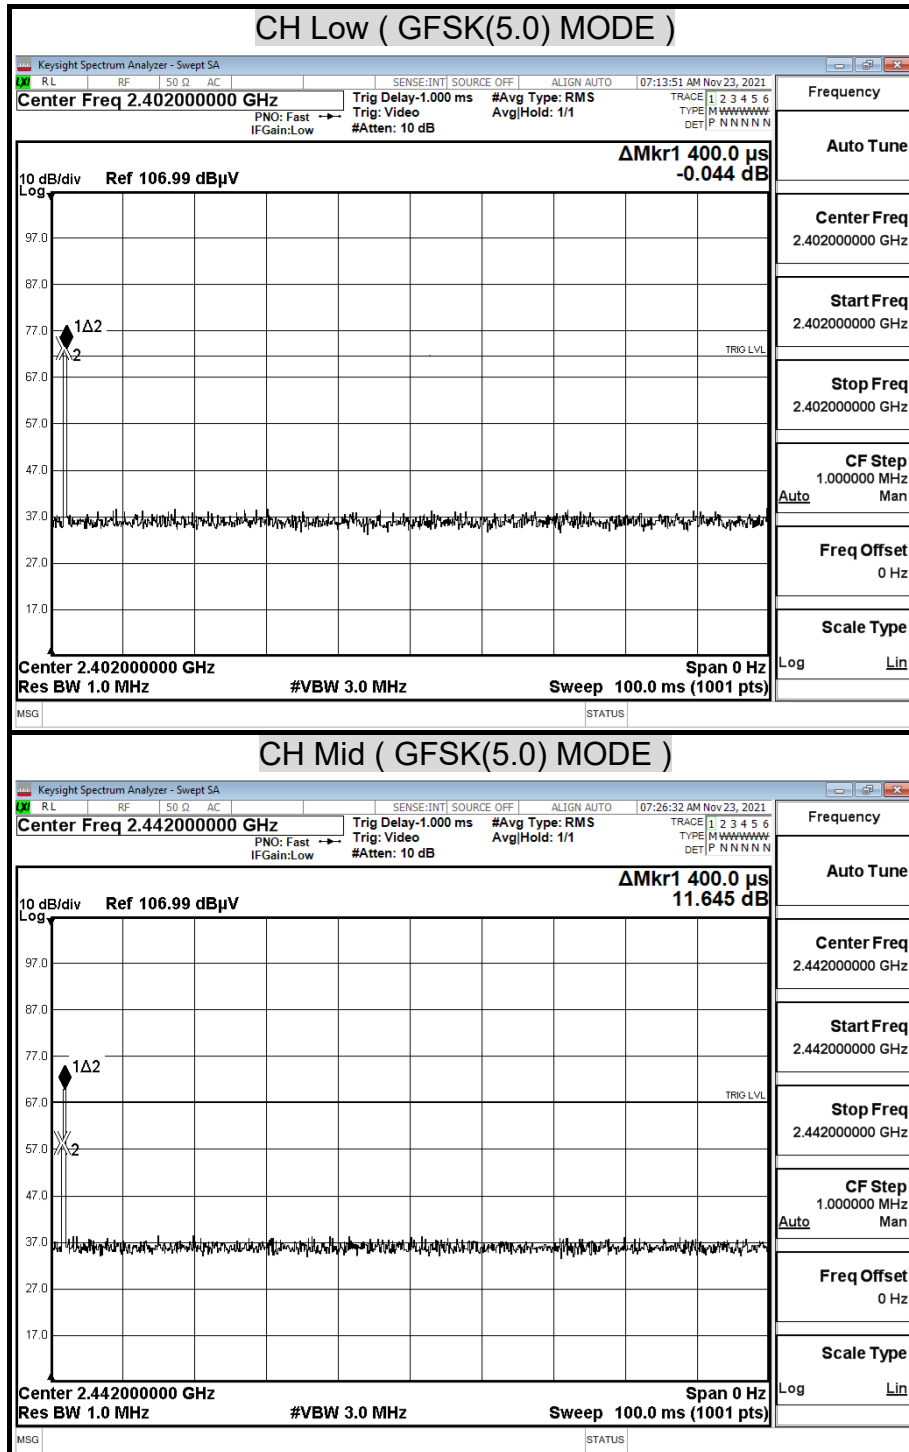 CH Low ( GFSK(5.0) MODE )
Keysight Spectrum Analyzer - Swept SA
LXI RL RF 50 Ω AC SENSE:INT SOURCE OFF ALIGN AUTO 07:13:51 AM Nov 23, 2021
Center Freq 2.402000000 GHz
PNO: Fast
IFGain:Low
Trig Delay-1.000 ms
Trig: Video
#Atten: 10 dB
#Avg Type: RMS
Avg|Hold: 1/1
TRACE 1 2 3 4 5 6
TYPE M WWWWW
DET P N N N N N
ΔMkr1 400.0 µs
-0.044 dB
10 dB/div Ref 106.99 dBµV
Log
97.0
87.0
77.0
67.0
57.0
47.0
37.0
27.0
17.0
1Δ2
2
TRIG LVL
Center 2.402000000 GHz Span 0 Hz
Res BW 1.0 MHz #VBW 3.0 MHz Sweep 100.0 ms (1001 pts)
MSG STATUS
Frequency
Auto Tune
Center Freq
2.402000000 GHz
Start Freq
2.402000000 GHz
Stop Freq
2.402000000 GHz
CF Step
1.000000 MHz
Auto Man
Freq Offset
0 Hz
Scale Type
Log Lin
CH Mid ( GFSK(5.0) MODE )
Keysight Spectrum Analyzer - Swept SA
LXI RL RF 50 Ω AC SENSE:INT SOURCE OFF ALIGN AUTO 07:26:32 AM Nov 23, 2021
Center Freq 2.442000000 GHz
PNO: Fast
IFGain:Low
Trig Delay-1.000 ms
Trig: Video
#Atten: 10 dB
#Avg Type: RMS
Avg|Hold: 1/1
TRACE 1 2 3 4 5 6
TYPE M WWWWW
DET P N N N N N
ΔMkr1 400.0 µs
11.645 dB
10 dB/div Ref 106.99 dBµV
Log
97.0
87.0
77.0
67.0
57.0
47.0
37.0
27.0
17.0
1Δ2
2
TRIG LVL
Center 2.442000000 GHz Span 0 Hz
Res BW 1.0 MHz #VBW 3.0 MHz Sweep 100.0 ms (1001 pts)
MSG STATUS
Frequency
Auto Tune
Center Freq
2.442000000 GHz
Start Freq
2.442000000 GHz
Stop Freq
2.442000000 GHz
CF Step
1.000000 MHz
Auto Man
Freq Offset
0 Hz
Scale Type
Log Lin